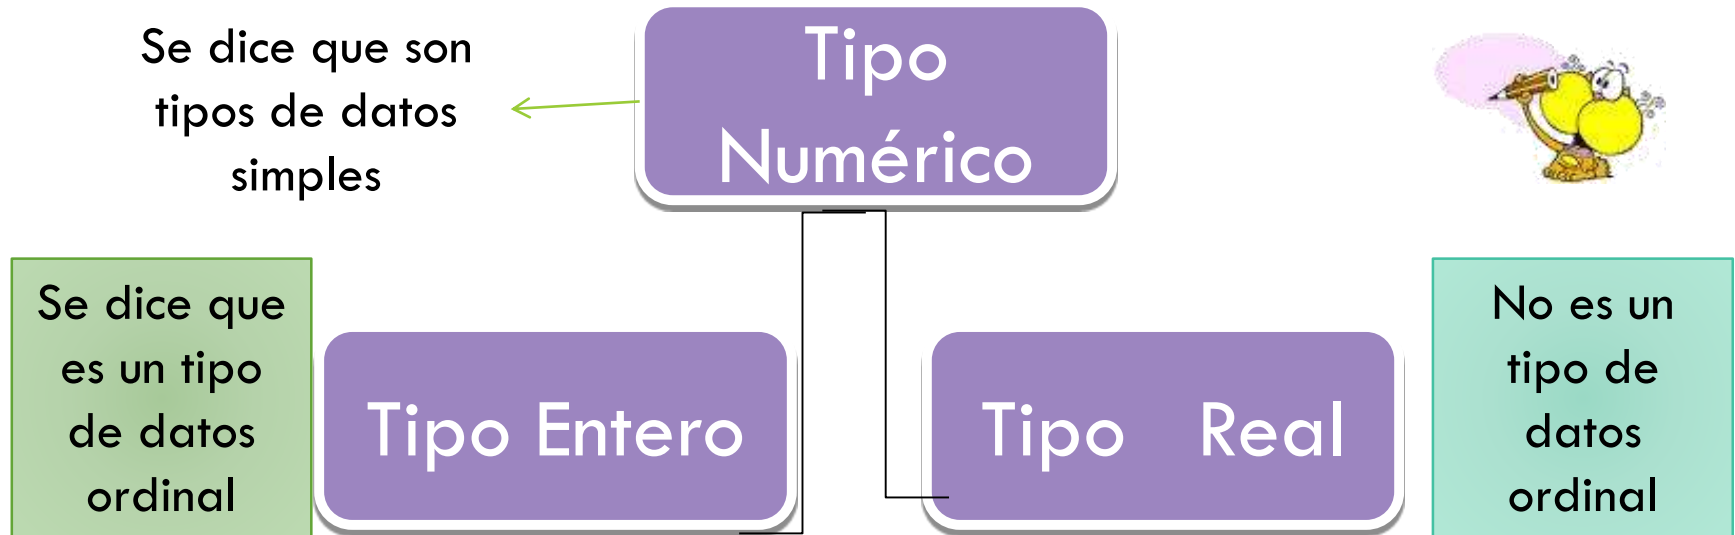 Se dice que son
tipos de datos
simples
Tipo
Numérico
Se dice que
es un tipo
de datos
ordinal
Tipo Entero
Tipo Real
No es un
tipo de
datos
ordinal